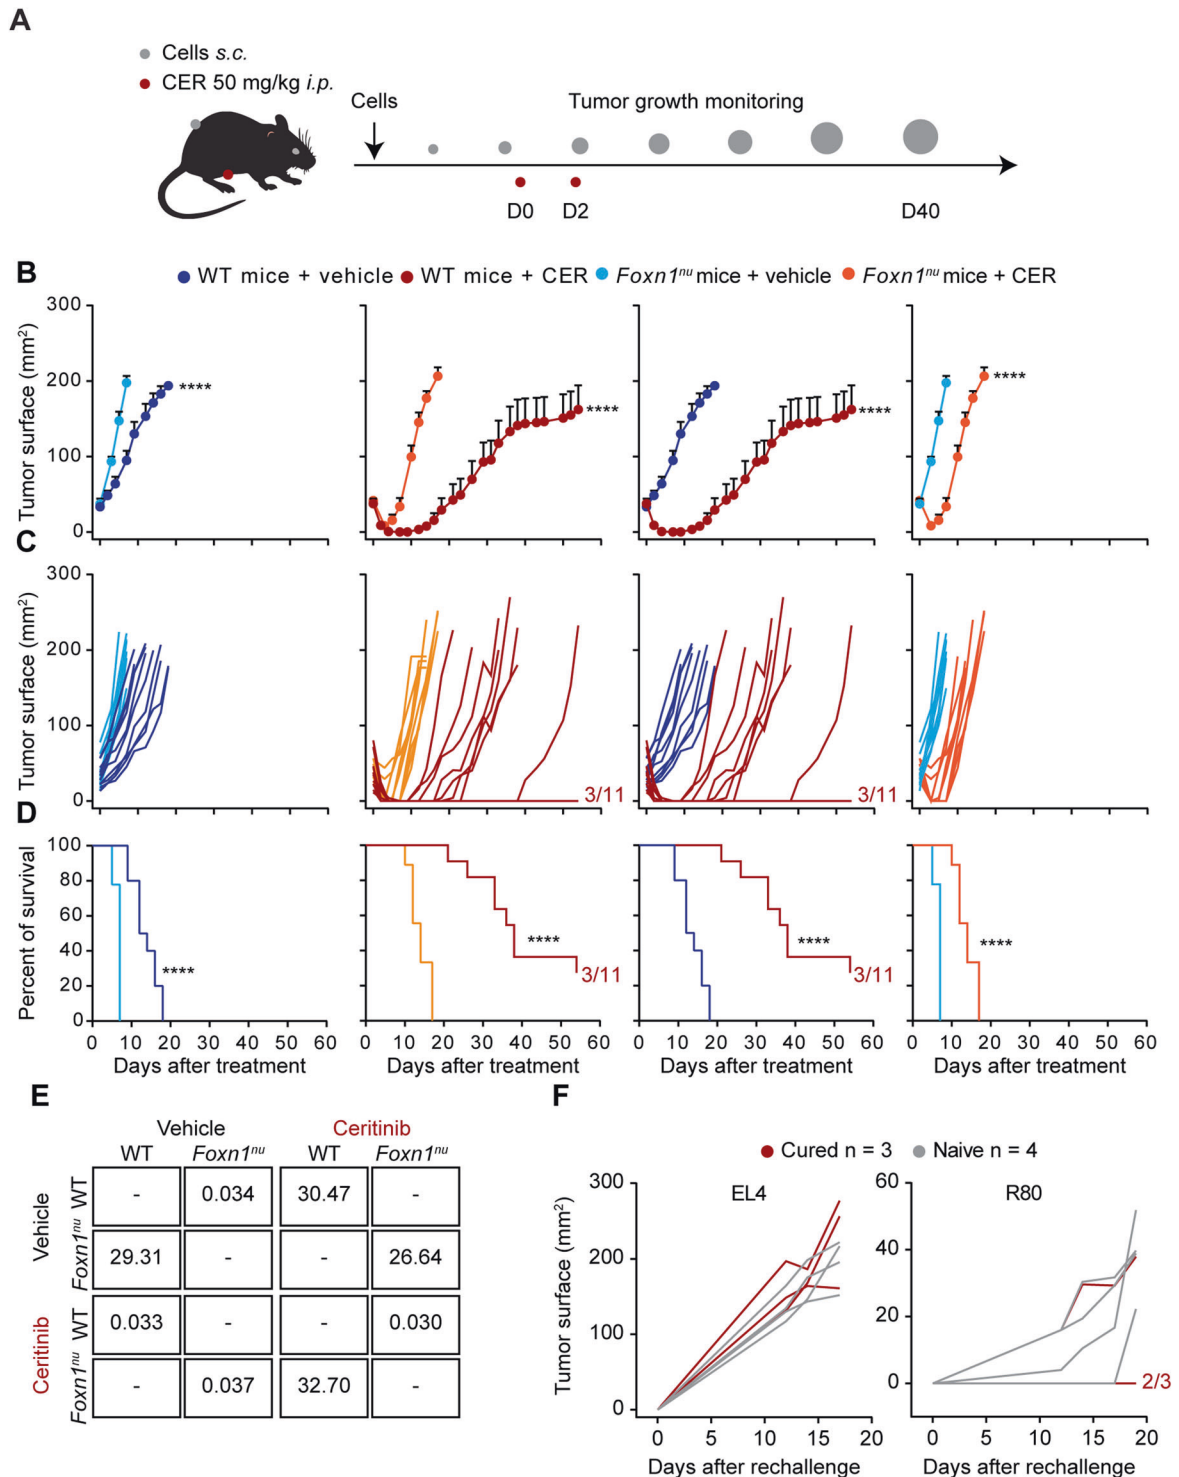 A
Cells s.c.
CER 50 mg/kg i.p.
Cells
Tumor growth monitoring
D0
D2
D40
B
WT mice + vehicle
WT mice + CER
Foxn1nu mice + vehicle
Foxn1nu mice + CER
Tumor surface (mm2)
300
200
100
0
****
****
****
****
C
Tumor surface (mm2)
300
200
100
0
3/11
3/11
D
Percent of survival
100
80
60
40
20
0
****
****
3/11
****
3/11
****
0 10 20 30 40 50 60
0 10 20 30 40 50 60
0 10 20 30 40 50 60
0 10 20 30 40 50 60
Days after treatment
Days after treatment
Days after treatment
Days after treatment
E
Vehicle
Ceritinib
WT
Foxn1nu
WT
Foxn1nu
Vehicle
WT
- 0.034 30.47 -
Foxn1nu
29.31 - - 26.64
Ceritinib
WT
0.033 - - 0.030
Foxn1nu
- 0.037 32.70 -
F
Cured n = 3
Naive n = 4
EL4
Tumor surface (mm2)
300
200
100
0
0 5 10 15 20
Days after rechallenge
R80
60
40
20
0
2/3
0 5 10 15 20
Days after rechallenge